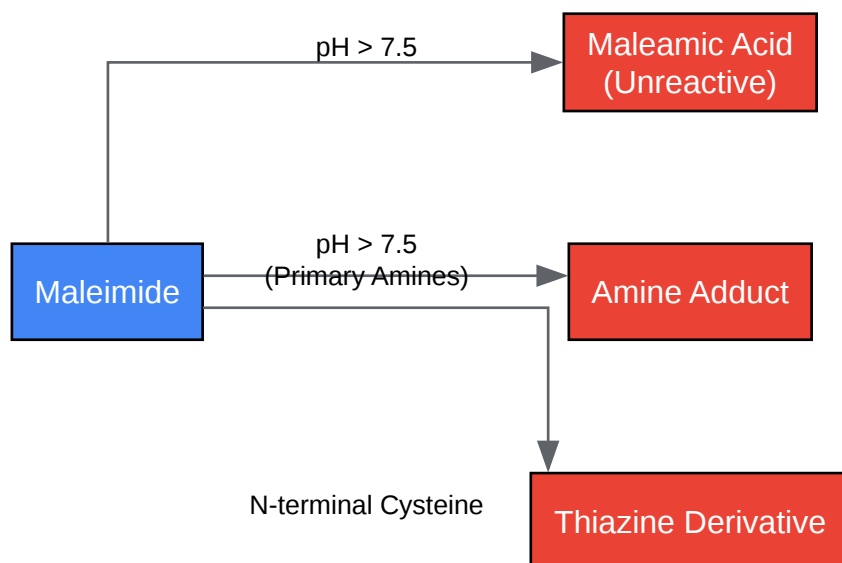 pH > 7.5
Maleamic Acid
(Unreactive)
pH > 7.5
(Primary Amines)
Maleimide
Amine Adduct
N-terminal Cysteine
Thiazine Derivative